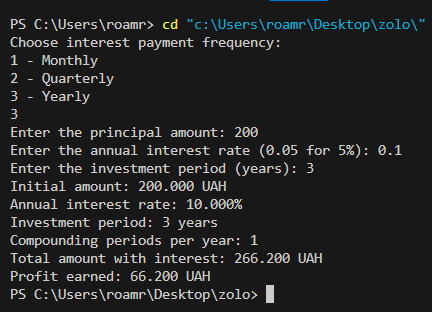 PS C:\Users\roamr> cd "c:\Users\roamr\Desktop\zolo\"
Choose interest payment frequency:
1 - Monthly
2 - Quarterly
3 - Yearly
3
Enter the principal amount: 200
Enter the annual interest rate (0.05 for 5%): 0.1
Enter the investment period (years): 3
Initial amount: 200.000 UAH
Annual interest rate: 10.000%
Investment period: 3 years
Compounding periods per year: 1
Total amount with interest: 266.200 UAH
Profit earned: 66.200 UAH
PS C:\Users\roamr\Desktop\zolo>